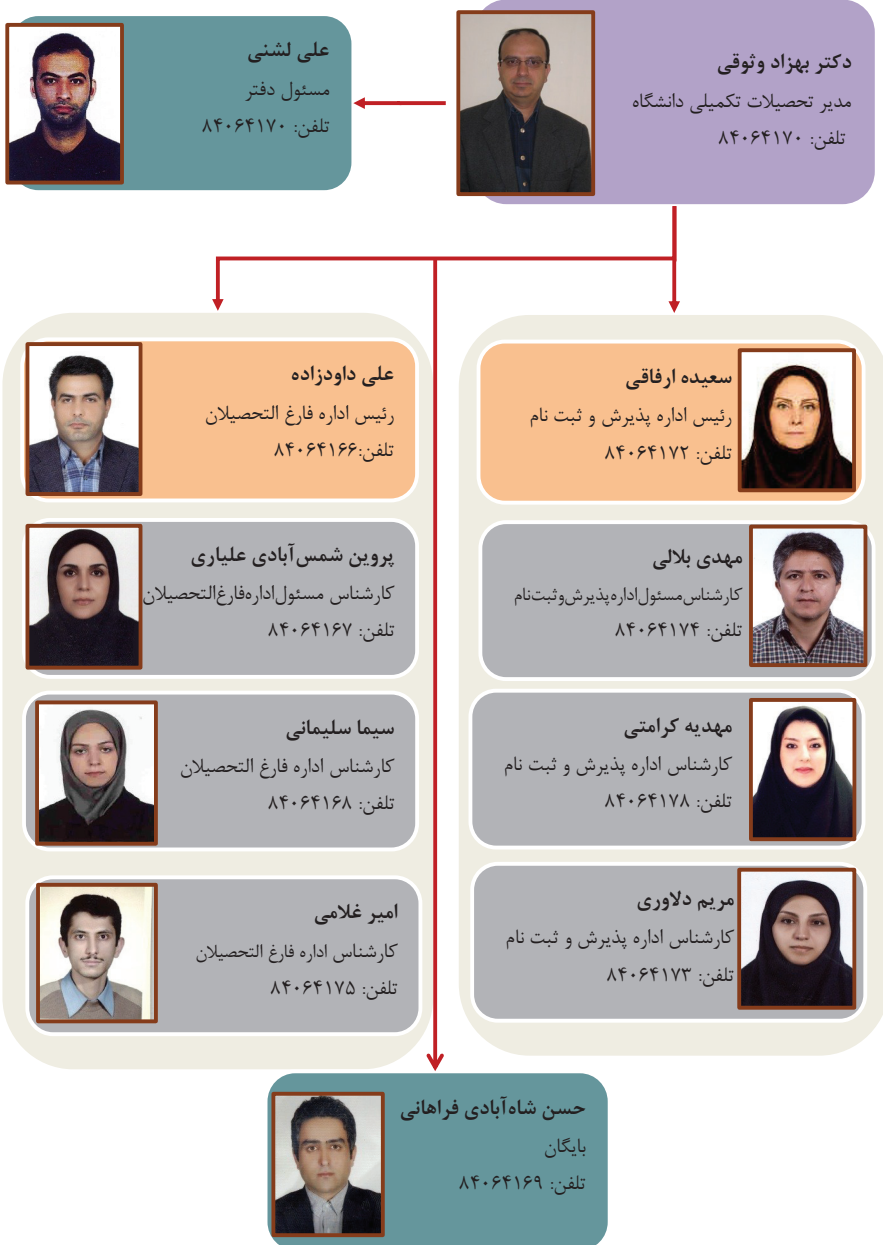 دکتر بهزاد وثوقی
مدیر تحصیلات تکمیلی دانشگاه
تلفن: ۸۴۰۶۴۱۷۰
علی لشنی
مسئول دفتر
تلفن: ۸۴۰۶۴۱۷۰
سعیده ارفاقی
رئیس اداره پذیرش و ثبت نام
تلفن: ۸۴۰۶۴۱۷۲
مهدی بلالی
کارشناس‌مسئول‌اداره‌پذیرش‌وثبت‌نام
تلفن: ۸۴۰۶۴۱۷۴
مهدیه کرامتی
کارشناس اداره پذیرش و ثبت نام
تلفن: ۸۴۰۶۴۱۷۸
مریم دلاوری
کارشناس اداره پذیرش و ثبت نام
تلفن: ۸۴۰۶۴۱۷۳
علی داودزاده
رئیس اداره فارغ التحصیلان
تلفن:۸۴۰۶۴۱۶۶
پروین شمس‌آبادی علیاری
کارشناس مسئول‌اداره‌فارغ‌التحصیلان
تلفن: ۸۴۰۶۴۱۶۷
سیما سلیمانی
کارشناس اداره فارغ التحصیلان
تلفن: ۸۴۰۶۴۱۶۸
امیر غلامی
کارشناس اداره فارغ التحصیلان
تلفن: ۸۴۰۶۴۱۷۵
حسن شاه‌آبادی فراهانی
بایگان
تلفن: ۸۴۰۶۴۱۶۹